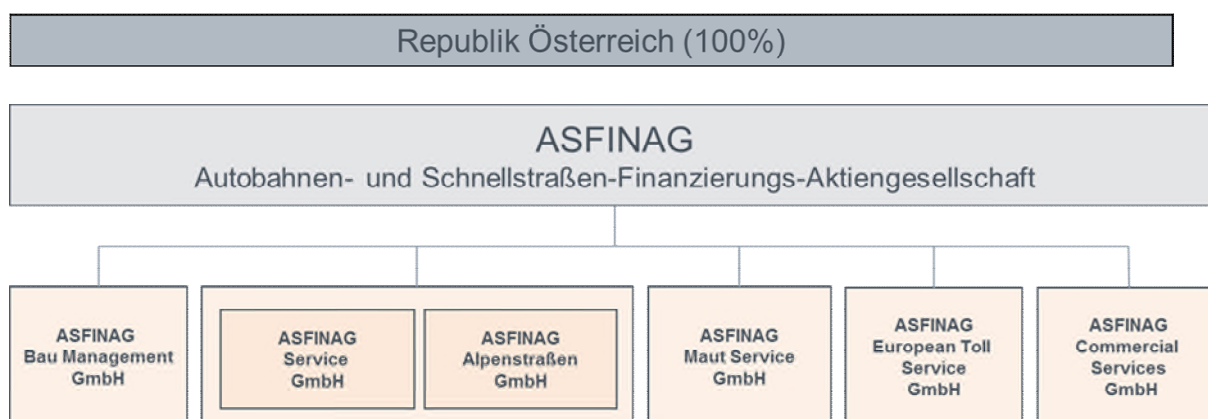 Republik Österreich (100%)
ASFINAG
Autobahnen- und Schnellstraßen-Finanzierungs-Aktiengesellschaft
ASFINAG
Bau Management
GmbH
ASFINAG
Service
GmbH
ASFINAG
Alpenstraßen
GmbH
ASFINAG
Maut Service
GmbH
ASFINAG
European Toll
Service
GmbH
ASFINAG
Commercial
Services
GmbH